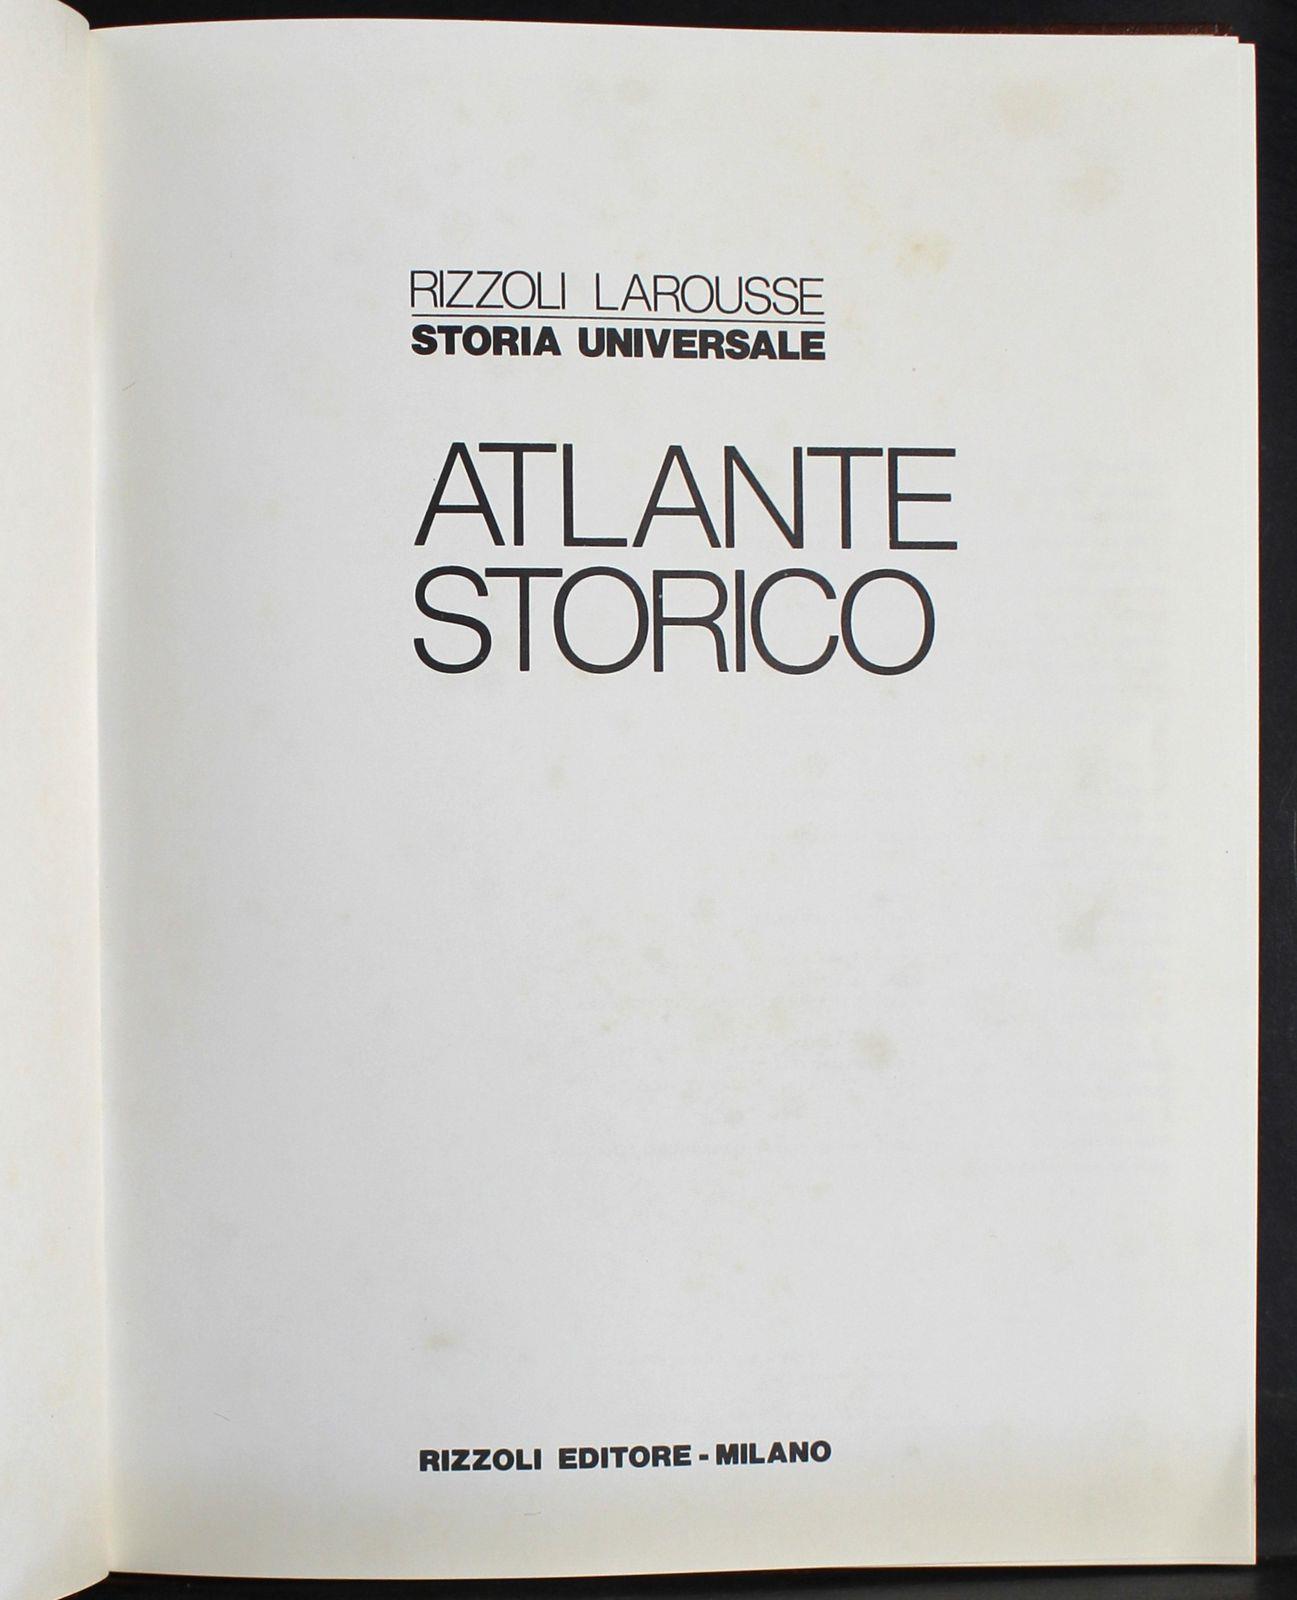 RIZZOLI LAROUSSE
STORIA UNIVERSALE
ATLANTE
STORICO
RIZZOLI EDITORE - MILANO